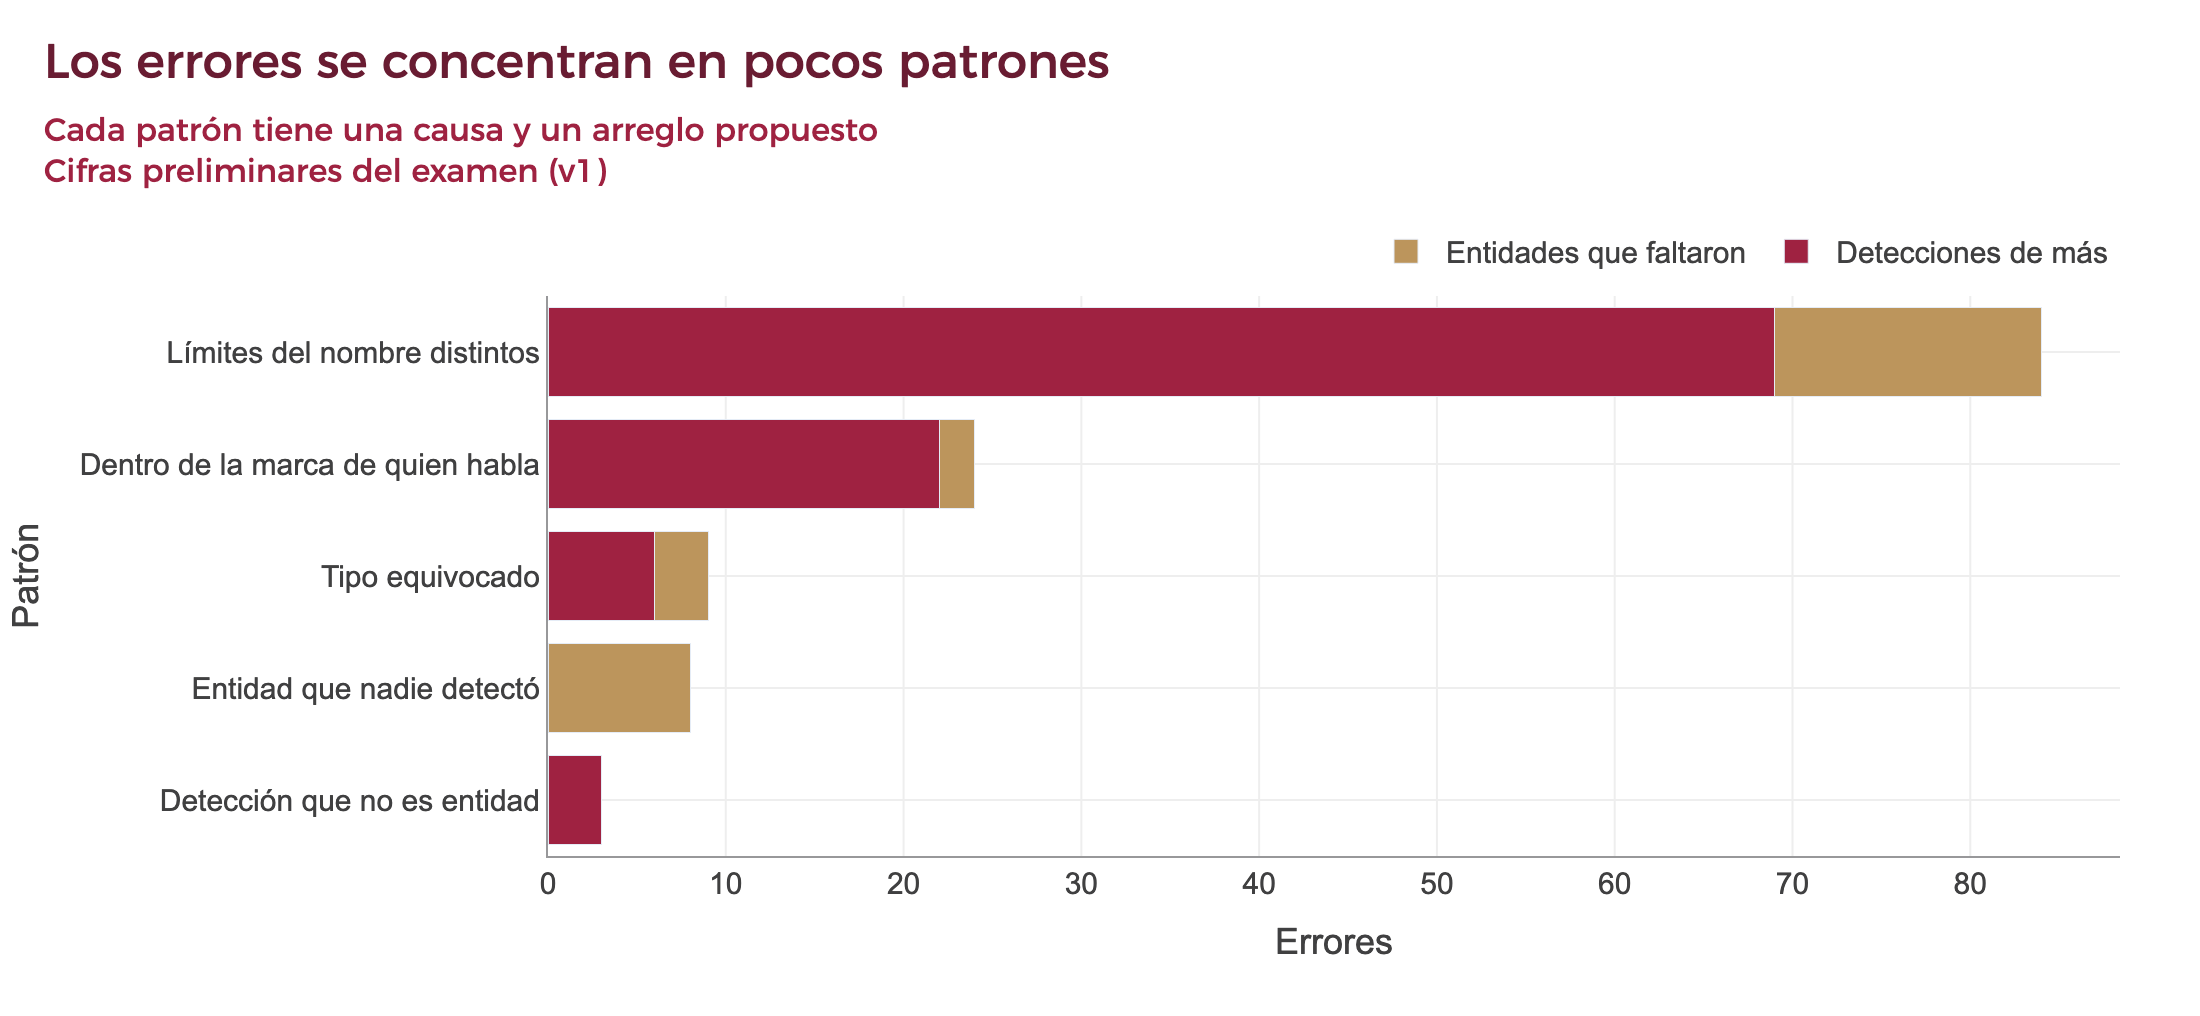 Los errores se concentran en pocos patrones
Cada patrón tiene una causa y un arreglo propuesto
Cifras preliminares del examen (v1)
Entidades que faltaron
Detecciones de más
Patrón
Límites del nombre distintos
Dentro de la marca de quien habla
Tipo equivocado
Entidad que nadie detectó
Detección que no es entidad
0 10 20 30 40 50 60 70 80
Errores